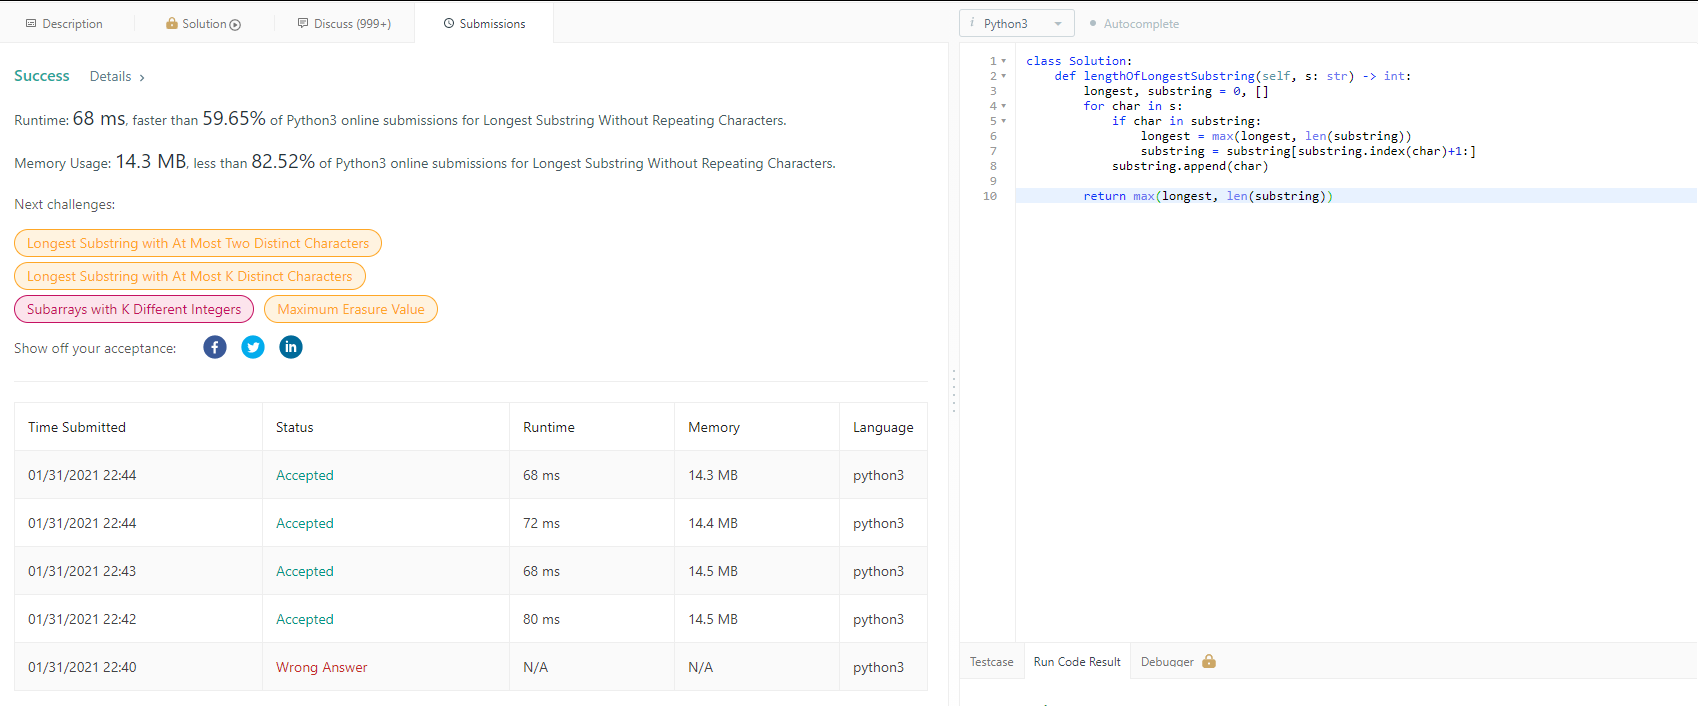 Description Solution Discuss (999+) Submissions
Success Details >
Runtime: 68 ms, faster than 59.65% of Python3 online submissions for Longest Substring Without Repeating Characters.
Memory Usage: 14.3 MB, less than 82.52% of Python3 online submissions for Longest Substring Without Repeating Characters.
Next challenges:
Longest Substring with At Most Two Distinct Characters
Longest Substring with At Most K Distinct Characters
Subarrays with K Different Integers Maximum Erasure Value
Show off your acceptance:
Time Submitted Status Runtime Memory Language
01/31/2021 22:44 Accepted 68 ms 14.3 MB python3
01/31/2021 22:44 Accepted 72 ms 14.4 MB python3
01/31/2021 22:43 Accepted 68 ms 14.5 MB python3
01/31/2021 22:42 Accepted 80 ms 14.5 MB python3
01/31/2021 22:40 Wrong Answer N/A N/A python3
i Python3 Autocomplete
1 class Solution:
2     def lengthOfLongestSubstring(self, s: str) -> int:
3         longest, substring = 0, []
4         for char in s:
5             if char in substring:
6                 longest = max(longest, len(substring))
7                 substring = substring[substring.index(char)+1:]
8             substring.append(char)
9
10         return max(longest, len(substring))
Testcase Run Code Result Debugger